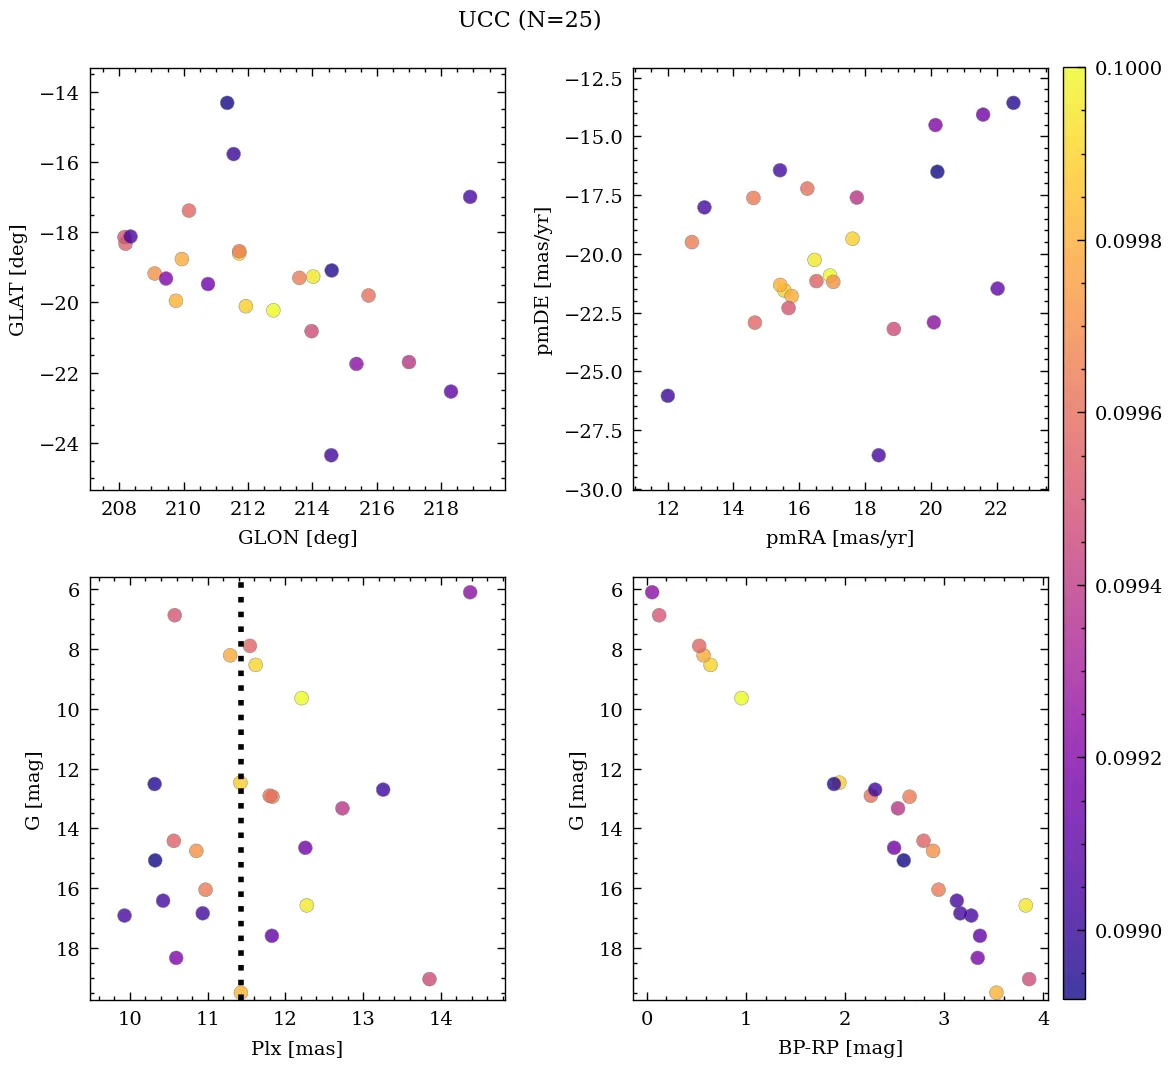 UCC (N=25)
−14
−16
−18
−20
−22
−24
GLAT [deg]
208 210 212 214 216 218
GLON [deg]
−12.5
−15.0
−17.5
−20.0
−22.5
−25.0
−27.5
−30.0
pmDE [mas/yr]
12 14 16 18 20 22
pmRA [mas/yr]
6
8
10
12
14
16
18
G [mag]
10 11 12 13 14
Plx [mas]
6
8
10
12
14
16
18
G [mag]
0 1 2 3 4
BP-RP [mag]
0.1000
0.0998
0.0996
0.0994
0.0992
0.0990